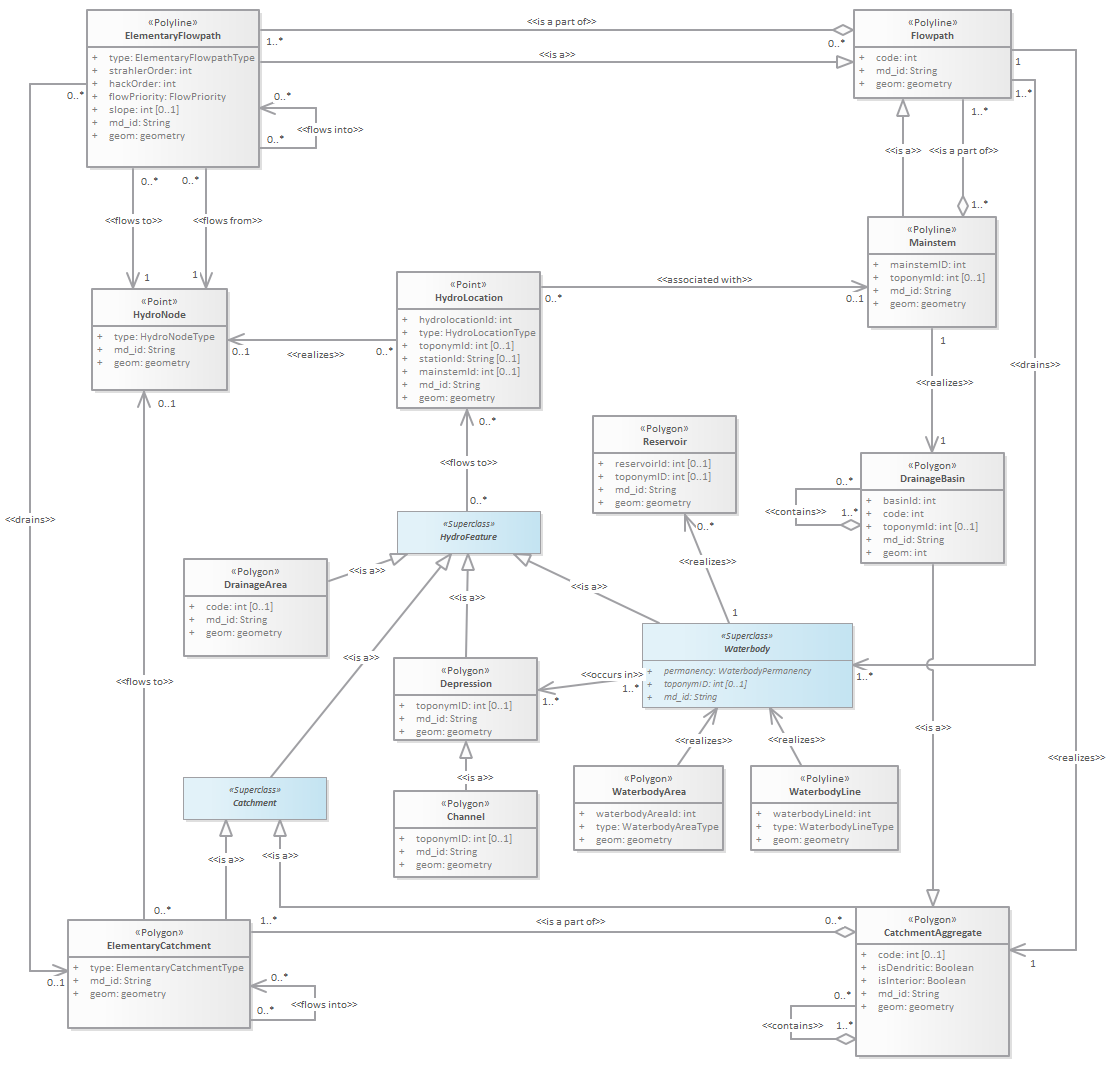 «Polyline»
ElementaryFlowpath
+ type: ElementaryFlowpathType
+ strahlerOrder: int
+ hackOrder: int
+ flowPriority: FlowPriority
+ slope: int [0..1]
+ md_id: String
+ geom: geometry
1..*
<<is a part of>>
0..*
<<is a>>
«Polyline»
Flowpath
+ code: int
+ md_id: String
+ geom: geometry
1
1..*
0..*
0..*
<<flows into>>
0..*
1..*
<<is a>>
<<is a part of>>
1..*
0..*
0..*
<<flows to>>
<<flows from>>
1
1
«Polyline»
Mainstem
+ mainstemID: int
+ toponymId: int [0..1]
+ md_id: String
+ geom: geometry
«Point»
HydroNode
+ type: HydroNodeType
+ md_id: String
+ geom: geometry
«Point»
HydroLocation
+ hydrolocationId: int
+ type: HydroLocationType
+ toponymId: int [0..1]
+ stationId: String [0..1]
+ mainstemId: int [0..1]
+ md_id: String
+ geom: geometry
<<associated with>>
0..*
0..1
0..1
<<realizes>>
0..*
1
<<realizes>>
1
<<drains>>
0..1
0..*
<<flows to>>
0..*
«Polygon»
Reservoir
+ reservoirId: int [0..1]
+ toponymId: int [0..1]
+ md_id: String
+ geom: geometry
«Polygon»
DrainageBasin
+ basinId: int
+ code: int
+ toponymId: int [0..1]
+ md_id: String
+ geom: int
0..*
<<contains>>
1..*
<<drains>>
«Superclass»
HydroFeature
0..*
<<realizes>>
1
«Polygon»
DrainageArea
+ code: int [0..1]
+ md_id: String
+ geom: geometry
<<is a>>
<<is a>>
<<is a>>
<<is a>>
«Superclass»
Waterbody
+ permanency: WaterbodyPermanency
+ toponymID: int [0..1]
+ md_id: String
1..*
«Polygon»
Depression
+ toponymID: int [0..1]
+ md_id: String
+ geom: geometry
<<occurs in>>
1..*
1..*
<<flows to>>
<<realizes>>
<<realizes>>
<<is a>>
<<realizes>>
«Superclass»
Catchment
<<is a>>
«Polygon»
Channel
+ toponymID: int [0..1]
+ md_id: String
+ geom: geometry
«Polygon»
WaterbodyArea
+ waterbodyAreaId: int
+ type: WaterbodyAreaType
+ geom: geometry
«Polyline»
WaterbodyLine
+ waterbodyLineId: int
+ type: WaterbodyLineType
+ geom: geometry
<<is a>>
<<is a>>
0..*
1..*
<<is a part of>>
0..*
«Polygon»
ElementaryCatchment
+ type: ElementaryCatchmentType
+ md_id: String
+ geom: geometry
0..1
0..*
<<flows into>>
0..*
«Polygon»
CatchmentAggregate
+ code: int [0..1]
+ isDendritic: Boolean
+ isInterior: Boolean
+ md_id: String
+ geom: geometry
1
0..*
<<contains>>
1..*